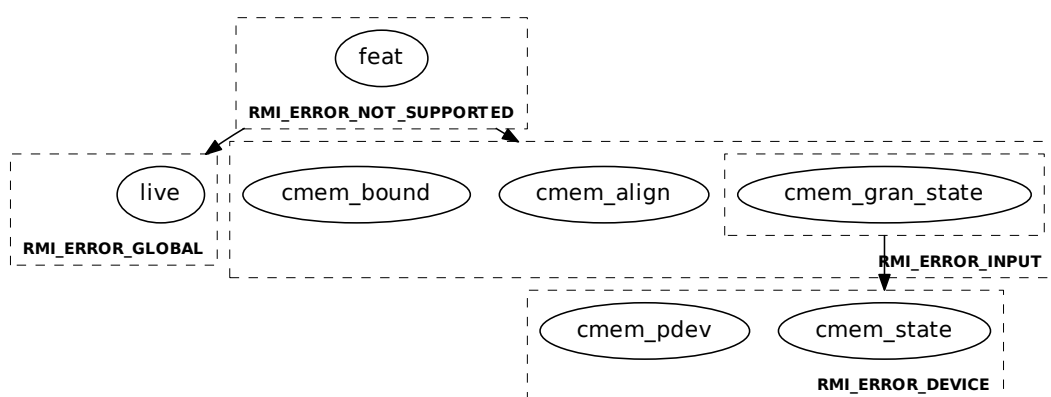 feat
RMI_ERROR_NOT_SUPPORTED
live
cmem_bound
cmem_align
cmem_gran_state
RMI_ERROR_GLOBAL
RMI_ERROR_INPUT
cmem_pdev
cmem_state
RMI_ERROR_DEVICE